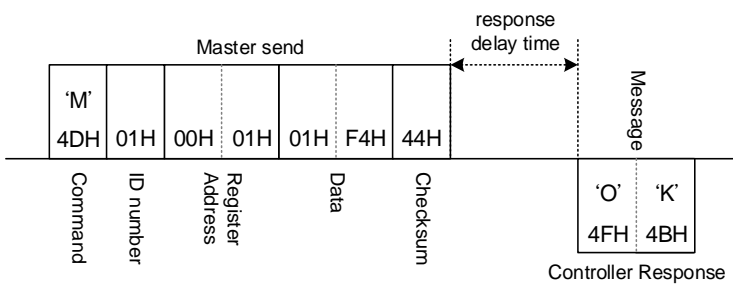 response
delay time
Master send
'M'
4DH 01H 00H 01H 01H F4H 44H
Command
ID number
Register
Address
Data
Checksum
Message
'O' 'K'
4FH 4BH
Controller Response